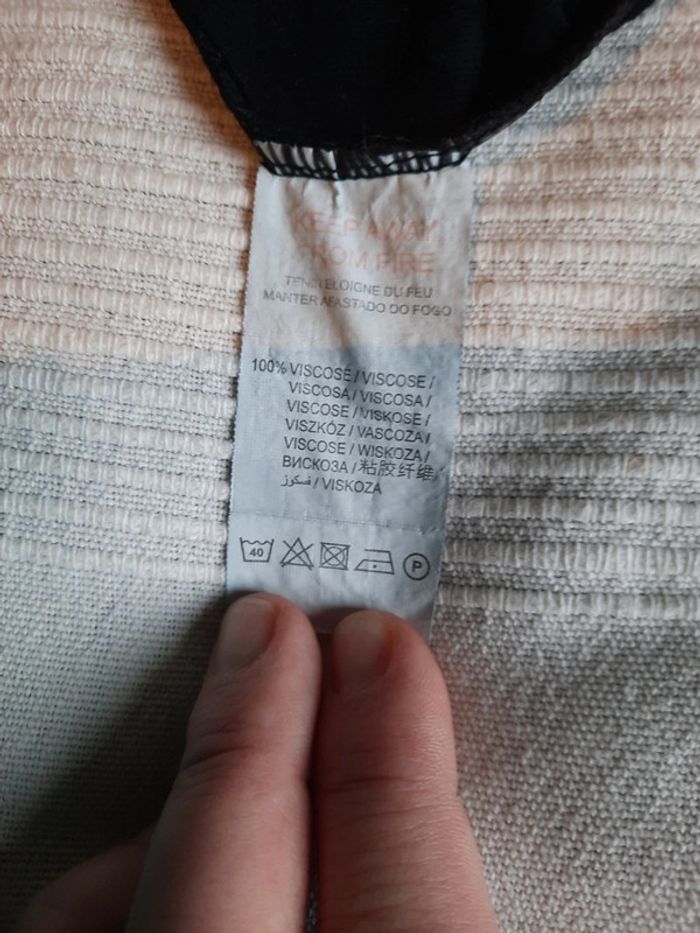 KEEP AWAY
FROM FIRE
TENIR ELOIGNE DU FEU
MANTER AFASTADO DO FOGO
100% VISCOSE / VISCOSE /
VISCOSA / VISCOSA /
VISCOSE / VISKOSE /
VISZKÓZ / VASCOZA /
VISCOSE / WISKOZA /
ВИСКОЗА / 粘胶纤维 /
فسكوز / VISKOZA
40
P